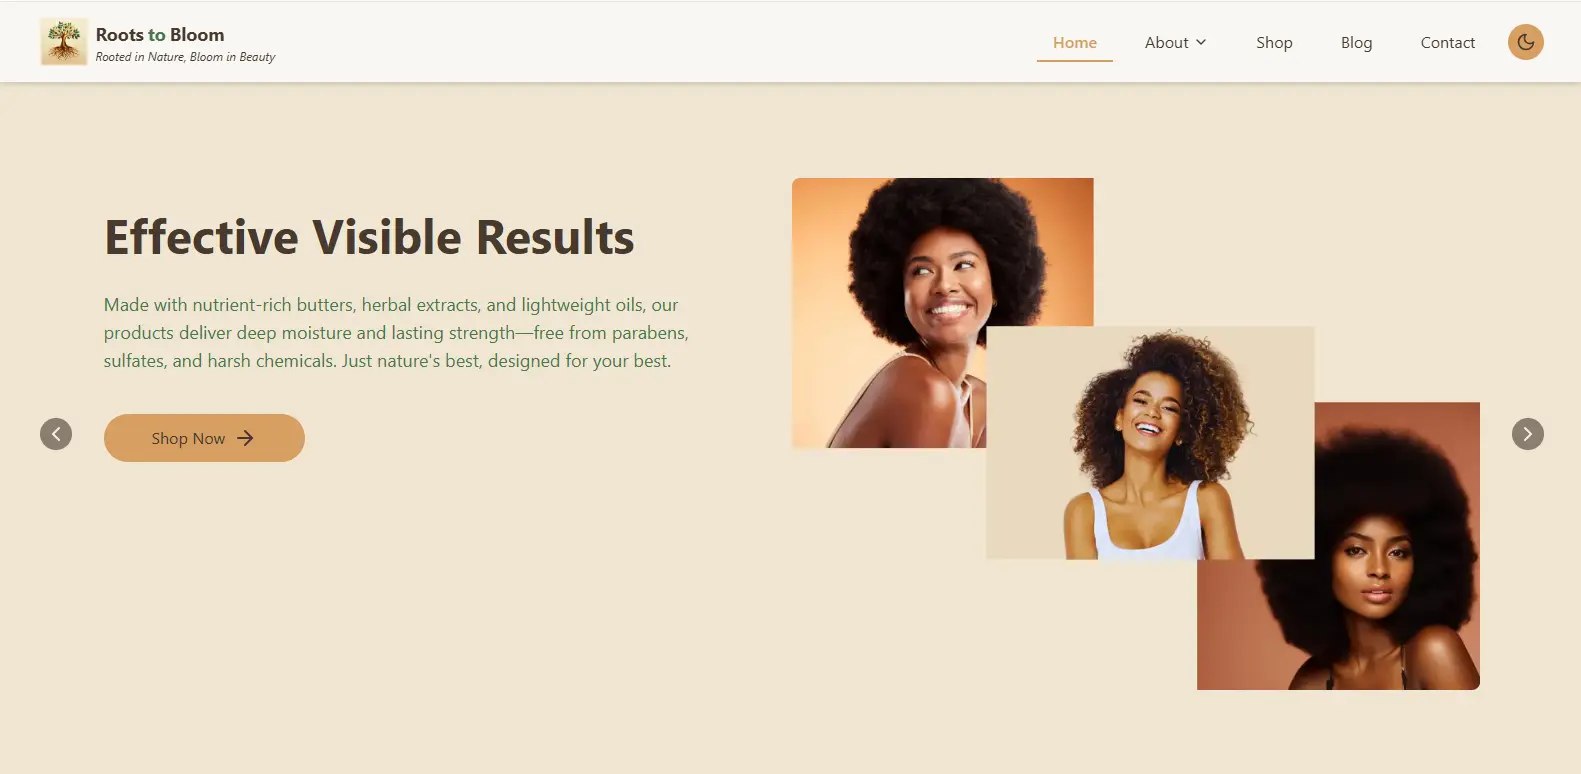 Roots to Bloom
Rooted in Nature, Bloom in Beauty
Home
About
Shop
Blog
Contact
Effective Visible Results
Made with nutrient-rich butters, herbal extracts, and lightweight oils, our
products deliver deep moisture and lasting strength—free from parabens,
sulfates, and harsh chemicals. Just nature's best, designed for your best.
Shop Now